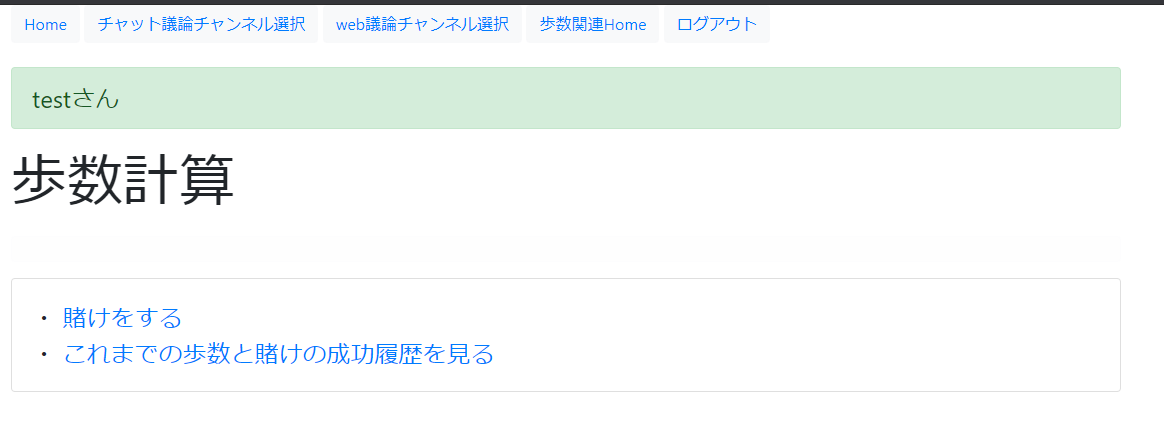 Home チャット議論チャンネル選択 web議論チャンネル選択 歩数関連Home ログアウト
testさん
歩数計算
・ 賭けをする
・ これまでの歩数と賭けの成功履歴を見る